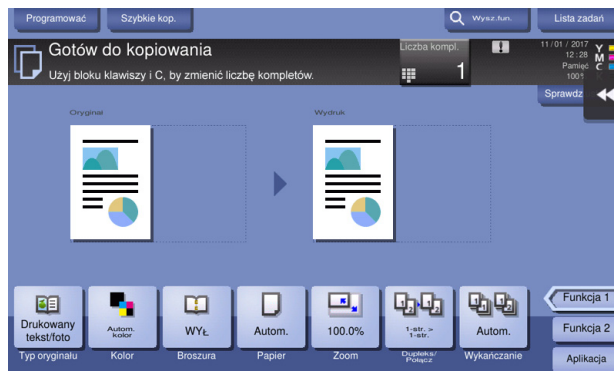 Programować
Szybkie kop.
Wysz.fun.
Lista zadań
Gotów do kopiowania
Użyj bloku klawiszy i C, by zmienić liczbę kompletów.
Liczba kompl.
1
11/01 / 2017
12:28
Pamięć
100%
Y
M
C
Sprawdz
Oryginał
Wydruk
Drukowany tekst/foto
Typ oryginału
Autom. kolor
Kolor
WYŁ
Broszura
Autom.
Papier
100.0%
Zoom
1-str. > 1-str.
Dupleks/ Połącz
Autom.
Wykańczanie
Funkcja 1
Funkcja 2
Aplikacja